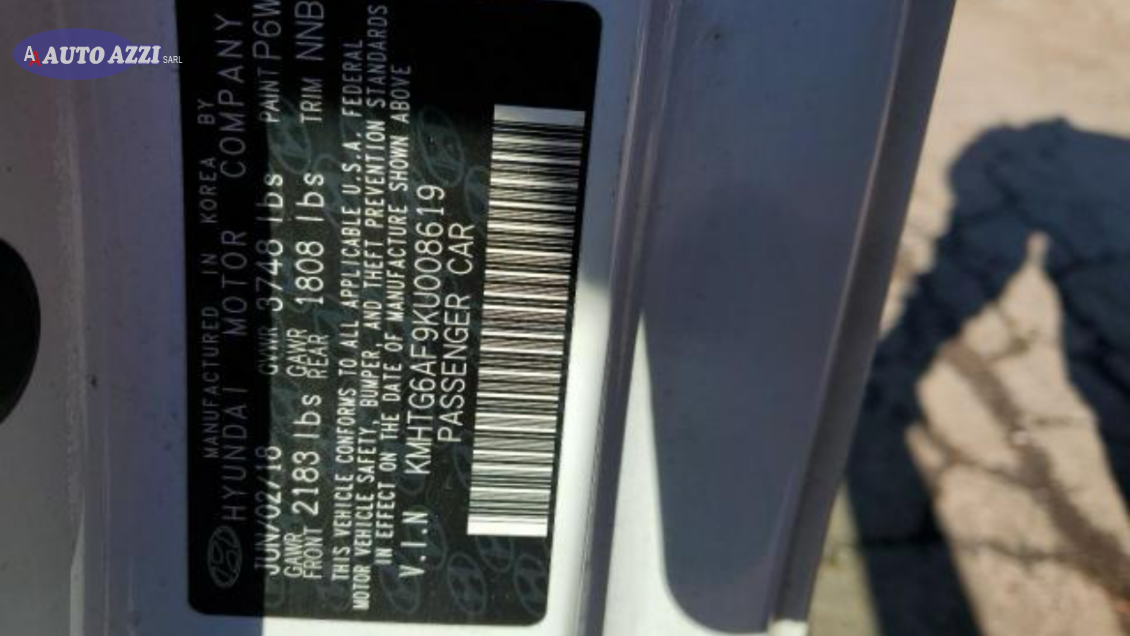 AUTO AZZI SARL
MANUFACTURED IN KOREA BY
HYUNDAI MOTOR COMPANY
JUN/02/18 GVWR 3748 lbs PAINT P6W
GAWR FRONT 2183 lbs GAWR REAR 1808 lbs TRIM NNB
THIS VEHICLE CONFORMS TO ALL APPLICABLE U.S.A. FEDERAL
MOTOR VEHICLE SAFETY, BUMPER, AND THEFT PREVENTION STANDARDS
IN EFFECT ON THE DATE OF MANUFACTURE SHOWN ABOVE
V.I.N KMHTG6AF9KU008619
PASSENGER CAR